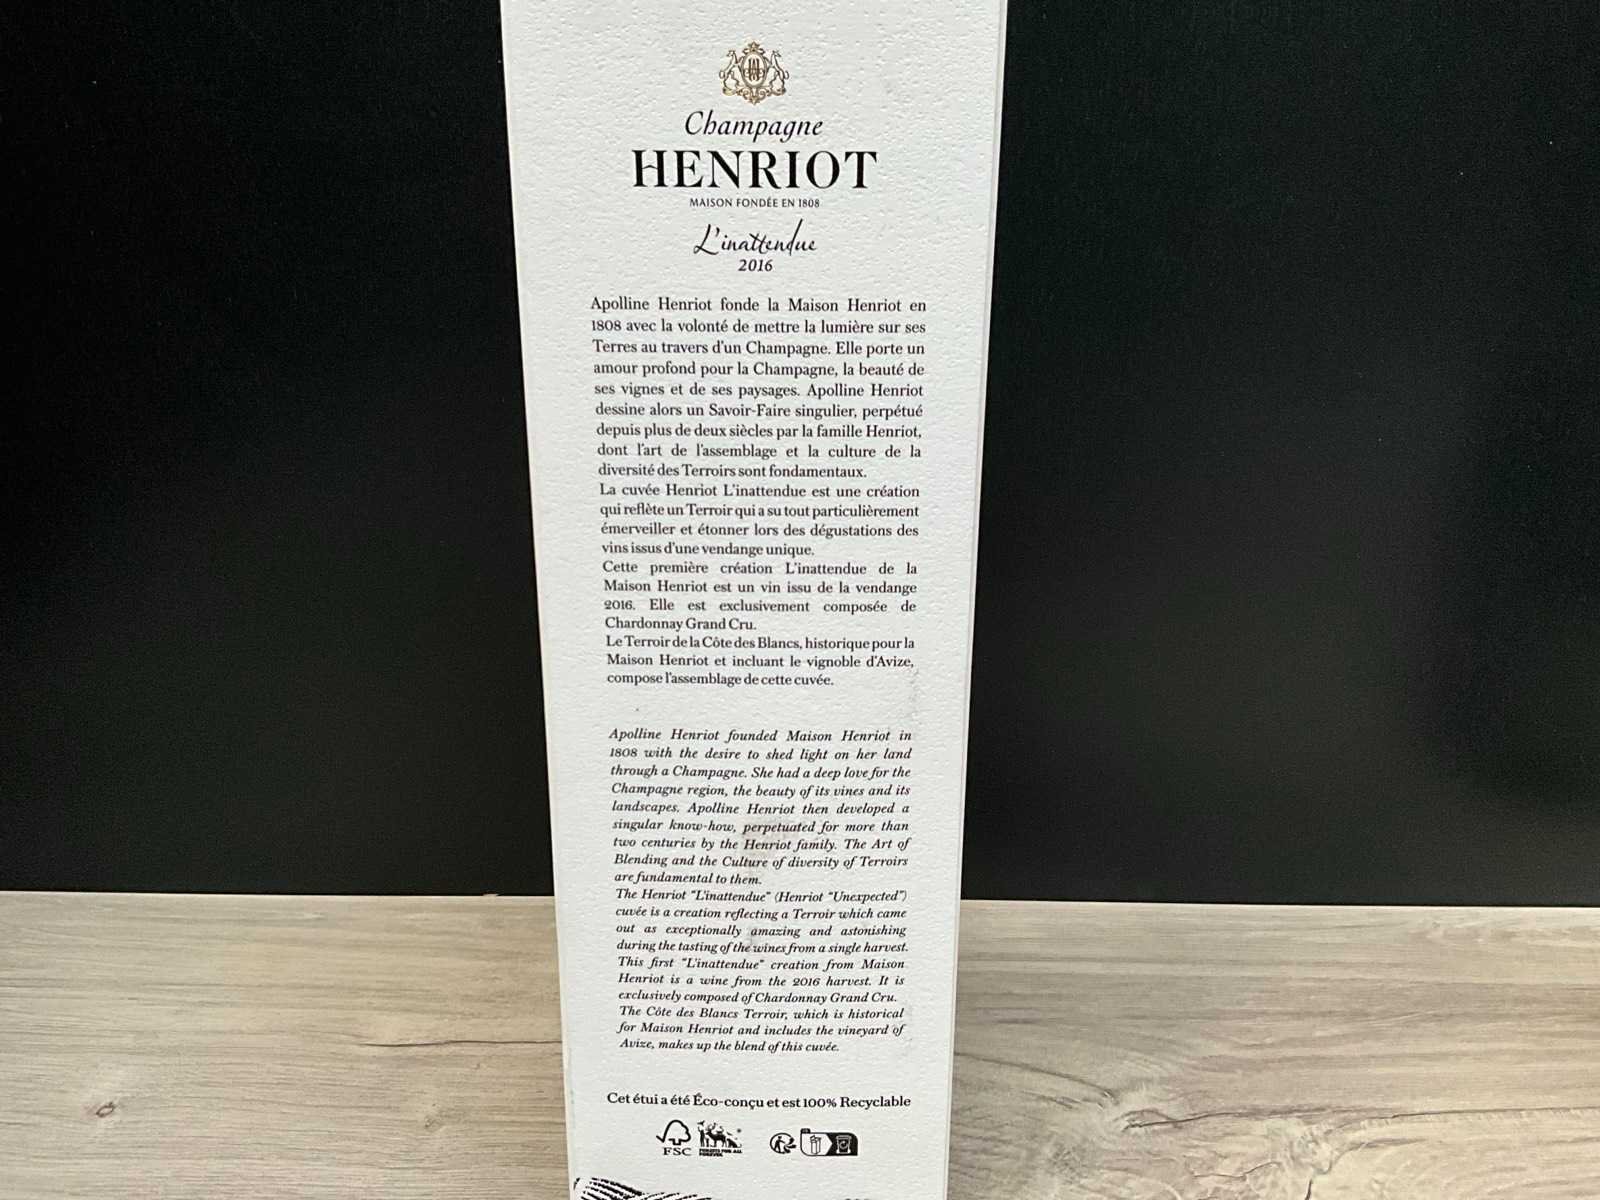 Champagne
HENRIOT
MAISON FONDÉE EN 1808
L'inattendue
2016
Apolline Henriot fonde la Maison Henriot en
1808 avec la volonté de mettre la lumière sur ses
Terres au travers d'un Champagne. Elle porte un
amour profond pour la Champagne, la beauté de
ses vignes et de ses paysages. Apolline Henriot
dessine alors un Savoir-Faire singulier, perpétué
depuis plus de deux siècles par la famille Henriot,
dont l'art de l'assemblage et la culture de la
diversité des Terroirs sont fondamentaux.
La cuvée Henriot L'inattendue est une création
qui reflète un Terroir qui a su tout particulièrement
émerveiller et étonner lors des dégustations des
vins issus d'une vendange unique.
Cette première création L'inattendue de la
Maison Henriot est un vin issu de la vendange
2016. Elle est exclusivement composée de
Chardonnay Grand Cru.
Le Terroir de la Côte des Blancs, historique pour la
Maison Henriot et incluant le vignoble d'Avize,
compose l'assemblage de cette cuvée.
Apolline Henriot founded Maison Henriot in
1808 with the desire to shed light on her land
through a Champagne. She had a deep love for the
Champagne region, the beauty of its vines and its
landscapes. Apolline Henriot then developed a
singular know-how, perpetuated for more than
two centuries by the Henriot family. The Art of
Blending and the Culture of diversity of Terroirs
are fundamental to them.
The Henriot "L'inattendue" (Henriot "Unexpected")
cuvée is a creation reflecting a Terroir which came
out as exceptionally amazing and astonishing
during the tasting of the wines from a single harvest.
This first "L'inattendue" creation from Maison
Henriot is a wine from the 2016 harvest. It is
exclusively composed of Chardonnay Grand Cru.
The Côte des Blancs Terroir, which is historical
for Maison Henriot and includes the vineyard of
Avize, makes up the blend of this cuvée.
Cet étui a été Éco-conçu et est 100% Recyclable
FSC
FORESTS FOR ALL
FOREVER